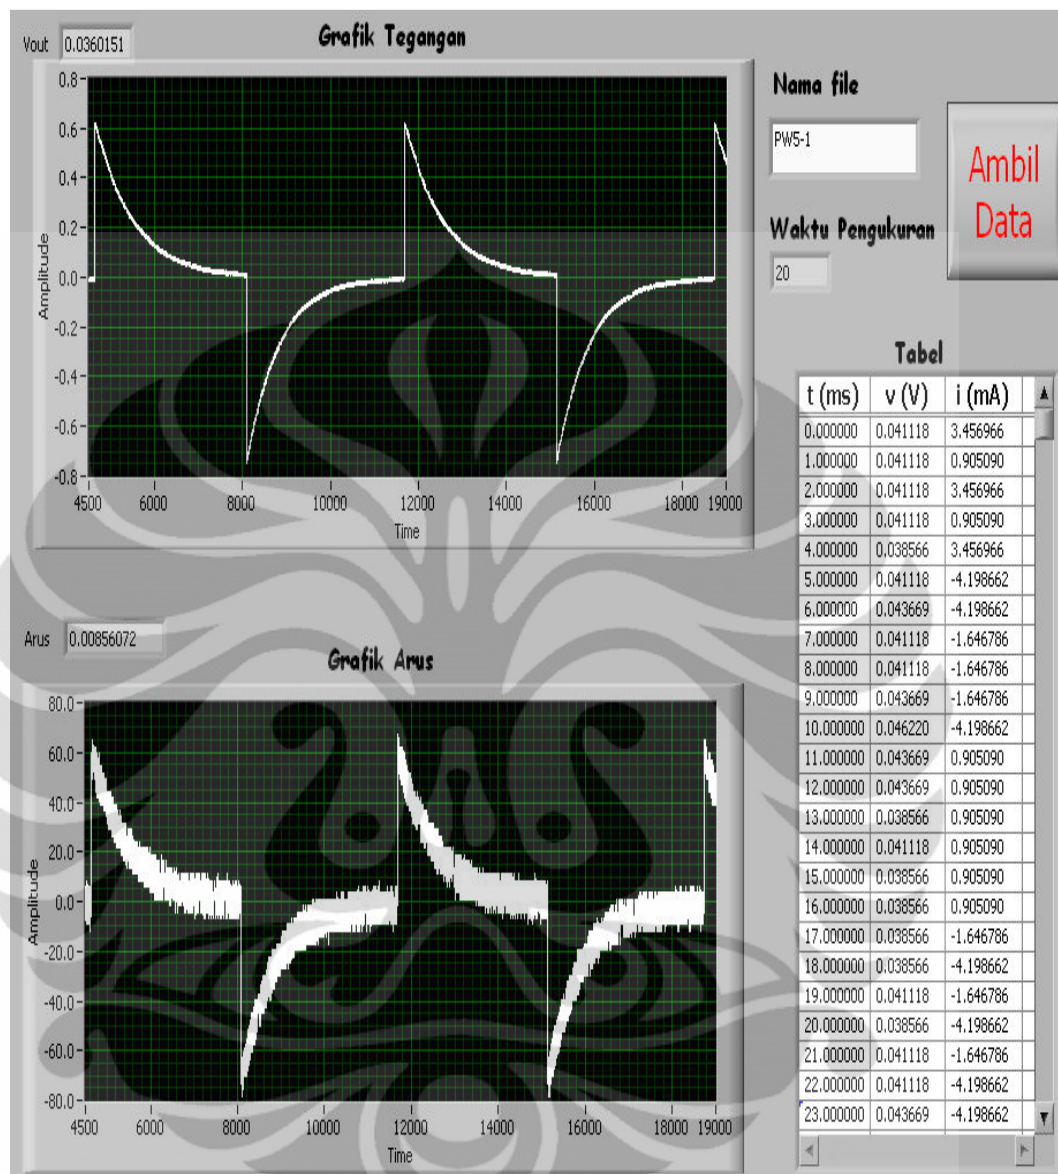 Vout 0.0360151
Grafik Tegangan
0.8
0.6
0.4
0.2
0.0
-0.2
-0.4
-0.6
-0.8
Amplitude
4500 6000 8000 10000 12000 14000 16000 18000 19000
Time
Nama file
PW5-1
Ambil
Data
Waktu Pengukuran
20
Arus 0.00856072
Grafik Arus
80.0
60.0
40.0
20.0
0.0
-20.0
-40.0
-60.0
-80.0
Amplitude
4500 6000 8000 10000 12000 14000 16000 18000 19000
Time
Tabel
t (ms) v (V) i (mA)
0.000000 0.041118 3.456966
1.000000 0.041118 0.905090
2.000000 0.041118 3.456966
3.000000 0.041118 0.905090
4.000000 0.038566 3.456966
5.000000 0.041118 -4.198662
6.000000 0.043669 -4.198662
7.000000 0.041118 -1.646786
8.000000 0.041118 -1.646786
9.000000 0.043669 -1.646786
10.000000 0.046220 -4.198662
11.000000 0.043669 0.905090
12.000000 0.043669 0.905090
13.000000 0.038566 0.905090
14.000000 0.041118 0.905090
15.000000 0.038566 0.905090
16.000000 0.038566 0.905090
17.000000 0.038566 -1.646786
18.000000 0.038566 -4.198662
19.000000 0.041118 -1.646786
20.000000 0.038566 -4.198662
21.000000 0.041118 -1.646786
22.000000 0.041118 -4.198662
23.000000 0.043669 -4.198662